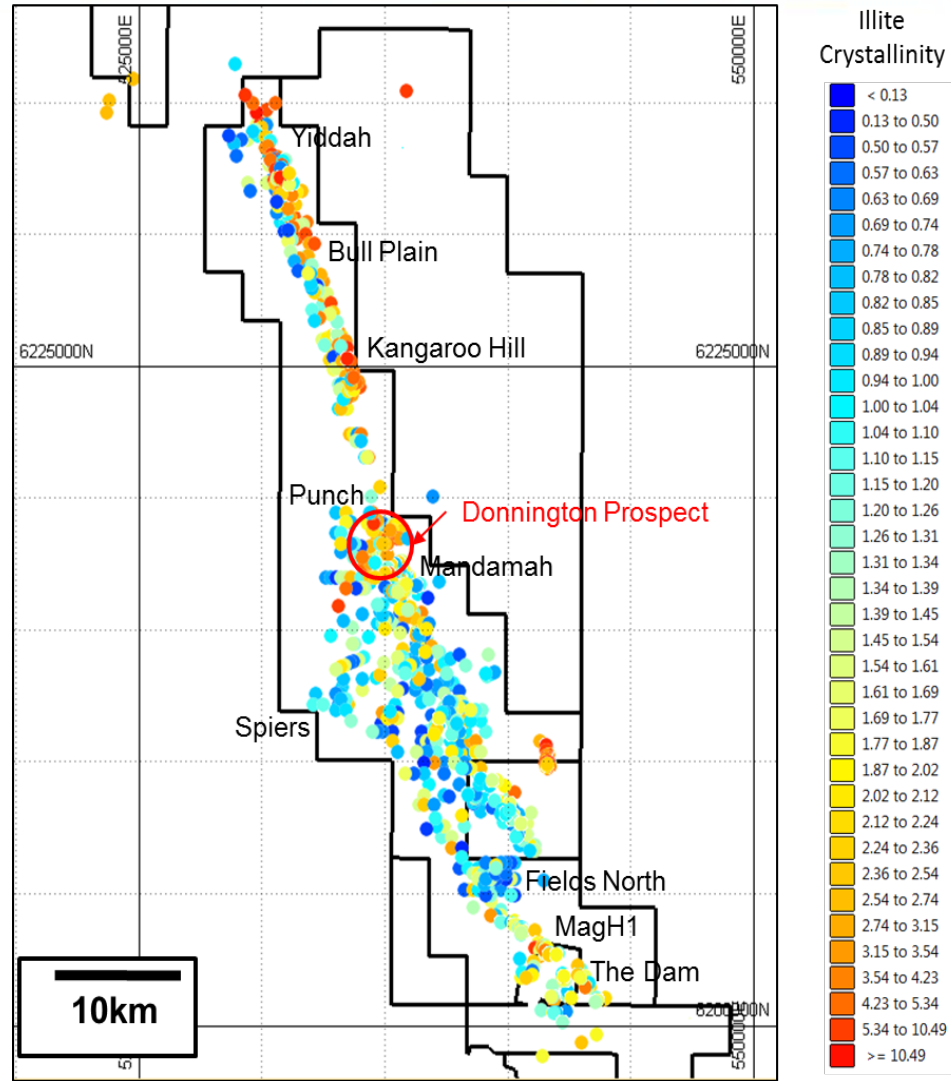 Illite
Crystallinity
525000E
550000E
Yiddah
Bull Plain
6225000N
6225000N
Kangaroo Hill
Punch
Donnington Prospect
Mandamah
Spiers
Fields North
MagH1
The Dam
10km
< 0.13
0.13 to 0.50
0.50 to 0.57
0.57 to 0.63
0.63 to 0.69
0.69 to 0.74
0.74 to 0.78
0.78 to 0.82
0.82 to 0.85
0.85 to 0.89
0.89 to 0.94
0.94 to 1.00
1.00 to 1.04
1.04 to 1.10
1.10 to 1.15
1.15 to 1.20
1.20 to 1.26
1.26 to 1.31
1.31 to 1.34
1.34 to 1.39
1.39 to 1.45
1.45 to 1.54
1.54 to 1.61
1.61 to 1.69
1.69 to 1.77
1.77 to 1.87
1.87 to 2.02
2.02 to 2.12
2.12 to 2.24
2.24 to 2.36
2.36 to 2.54
2.54 to 2.74
2.74 to 3.15
3.15 to 3.54
3.54 to 4.23
4.23 to 5.34
5.34 to 10.49
>= 10.49